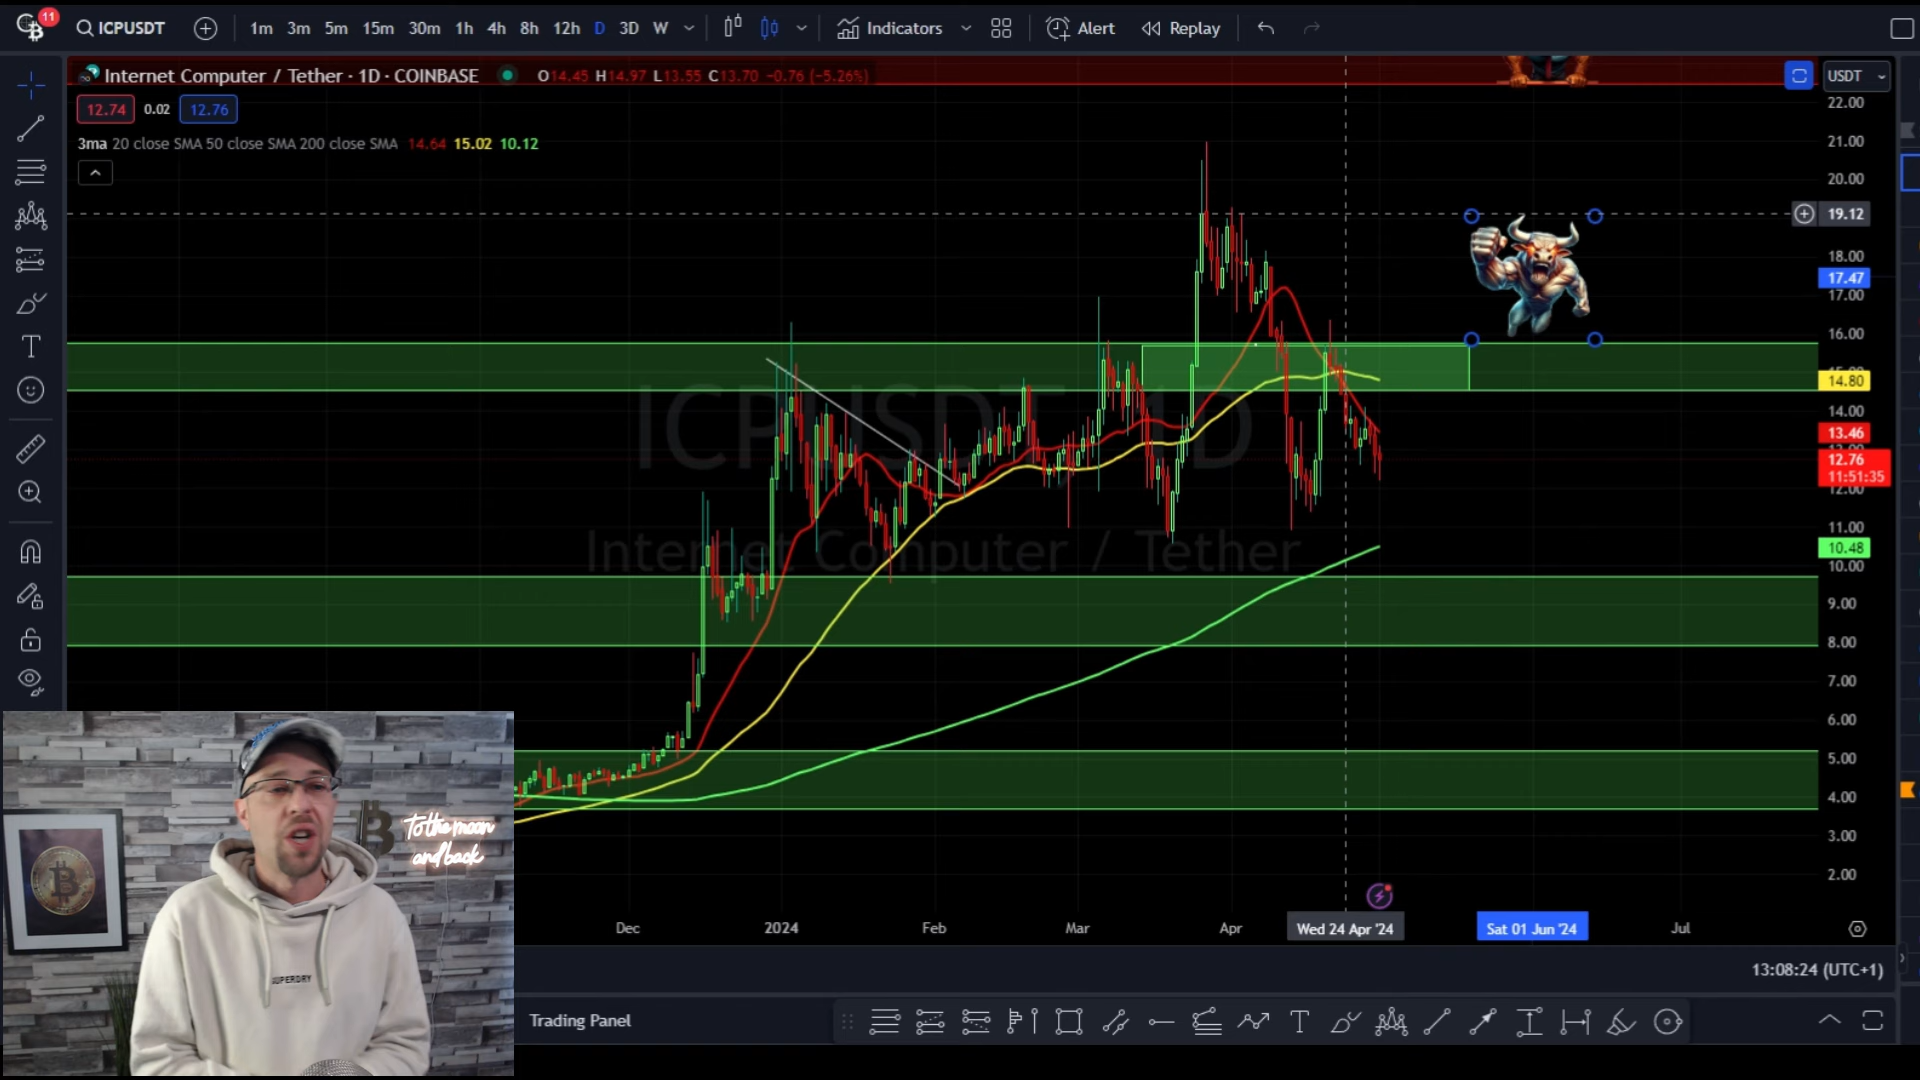 11
ICPUSDT
1m 3m 5m 15m 30m 1h 4h 8h 12h D 3D W
Indicators
Alert
Replay
Internet Computer / Tether · 1D · COINBASE
O14.45 H14.97 L13.55 C13.70 −0.76 (−5.26%)
USDT
12.74 0.02 12.76
3ma 20 close SMA 50 close SMA 200 close SMA 14.64 15.02 10.12
22.00
21.00
20.00
19.12
18.00
17.47
17.00
16.00
14.80
14.00
13.46
12.76
11:51:35
12.00
11.00
10.48
10.00
9.00
8.00
7.00
6.00
5.00
4.00
3.00
2.00
ICPUSDT, 1D
Internet Computer / Tether
To the moon
and back
SUPERDRY
Dec 2024 Feb Mar Apr Wed 24 Apr '24 Sat 01 Jun '24 Jul
13:08:24 (UTC+1)
Trading Panel